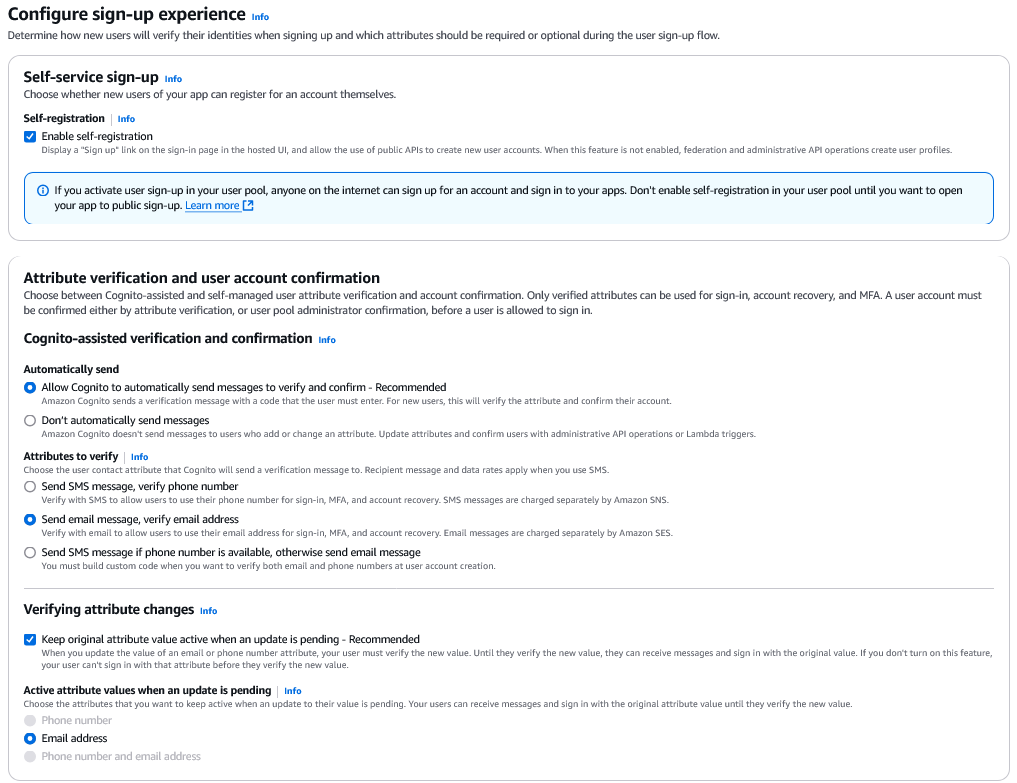 Configure sign-up experience Info
Determine how new users will verify their identities when signing up and which attributes should be required or optional during the user sign-up flow.
Self-service sign-up Info
Choose whether new users of your app can register for an account themselves.
Self-registration | Info
Enable self-registration
Display a "Sign up" link on the sign-in page in the hosted UI, and allow the use of public APIs to create new user accounts. When this feature is not enabled, federation and administrative API operations create user profiles.
If you activate user sign-up in your user pool, anyone on the internet can sign up for an account and sign in to your apps. Don't enable self-registration in your user pool until you want to open
your app to public sign-up. Learn more
Attribute verification and user account confirmation
Choose between Cognito-assisted and self-managed user attribute verification and account confirmation. Only verified attributes can be used for sign-in, account recovery, and MFA. A user account must
be confirmed either by attribute verification, or user pool administrator confirmation, before a user is allowed to sign in.
Cognito-assisted verification and confirmation Info
Automatically send
Allow Cognito to automatically send messages to verify and confirm - Recommended
Amazon Cognito sends a verification message with a code that the user must enter. For new users, this will verify the attribute and confirm their account.
Don't automatically send messages
Amazon Cognito doesn't send messages to users who add or change an attribute. Update attributes and confirm users with administrative API operations or Lambda triggers.
Attributes to verify | Info
Choose the user contact attribute that Cognito will send a verification message to. Recipient message and data rates apply when you use SMS.
Send SMS message, verify phone number
Verify with SMS to allow users to use their phone number for sign-in, MFA, and account recovery. SMS messages are charged separately by Amazon SNS.
Send email message, verify email address
Verify with email to allow users to use their email address for sign-in, MFA, and account recovery. Email messages are charged separately by Amazon SES.
Send SMS message if phone number is available, otherwise send email message
You must build custom code when you want to verify both email and phone numbers at user account creation.
Verifying attribute changes Info
Keep original attribute value active when an update is pending - Recommended
When you update the value of an email or phone number attribute, your user must verify the new value. Until they verify the new value, they can receive messages and sign in with the original value. If you don't turn on this feature,
your user can't sign in with that attribute before they verify the new value.
Active attribute values when an update is pending | Info
Choose the attributes that you want to keep active when an update to their value is pending. Your users can receive messages and sign in with the original attribute value until they verify the new value.
Phone number
Email address
Phone number and email address